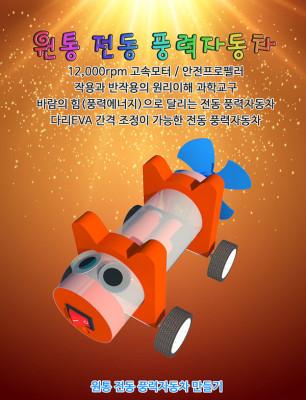 원통 전동 풍력자동차
12,000rpm 고속모터 / 안전프로펠러
작용과 반작용의 원리이해 과학교구
바람의 힘(풍력에너지)으로 달리는 전동 풍력자동차
다리EVA 간격 조정이 가능한 전동 풍력자동차
원통 전동 풍력자동차 만들기